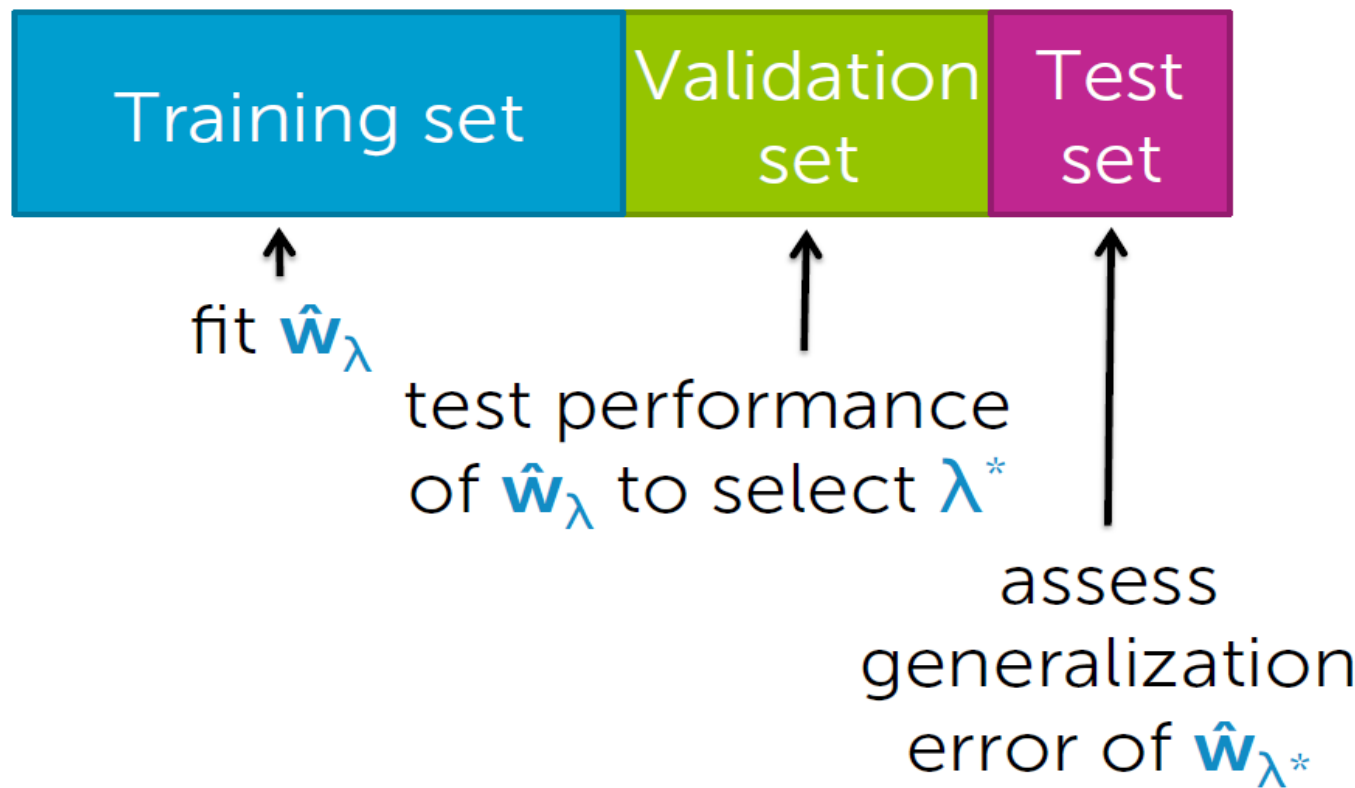 Training set
Validation
set
Test
set
fit ŵλ
test performance
of ŵλ to select λ*
assess
generalization
error of ŵλ*